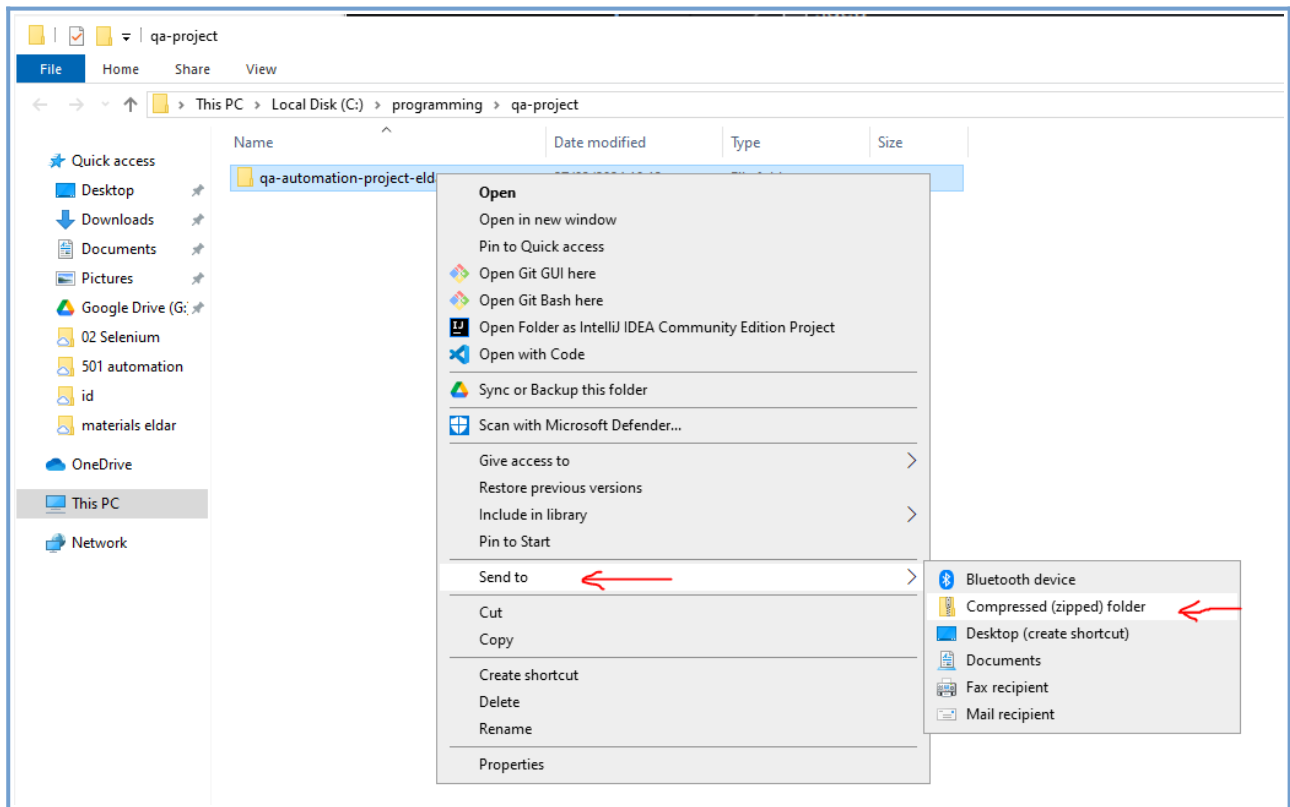 qa-project
File Home Share View
This PC > Local Disk (C:) > programming > qa-project
Name Date modified Type Size
Quick access
Desktop
Downloads
Documents
Pictures
Google Drive (G:
02 Selenium
501 automation
id
materials eldar
OneDrive
This PC
Network
qa-automation-project-eld
Open
Open in new window
Pin to Quick access
Open Git GUI here
Open Git Bash here
Open Folder as IntelliJ IDEA Community Edition Project
Open with Code
Sync or Backup this folder
Scan with Microsoft Defender...
Give access to
Restore previous versions
Include in library
Pin to Start
Send to
Cut
Copy
Create shortcut
Delete
Rename
Properties
Bluetooth device
Compressed (zipped) folder
Desktop (create shortcut)
Documents
Fax recipient
Mail recipient